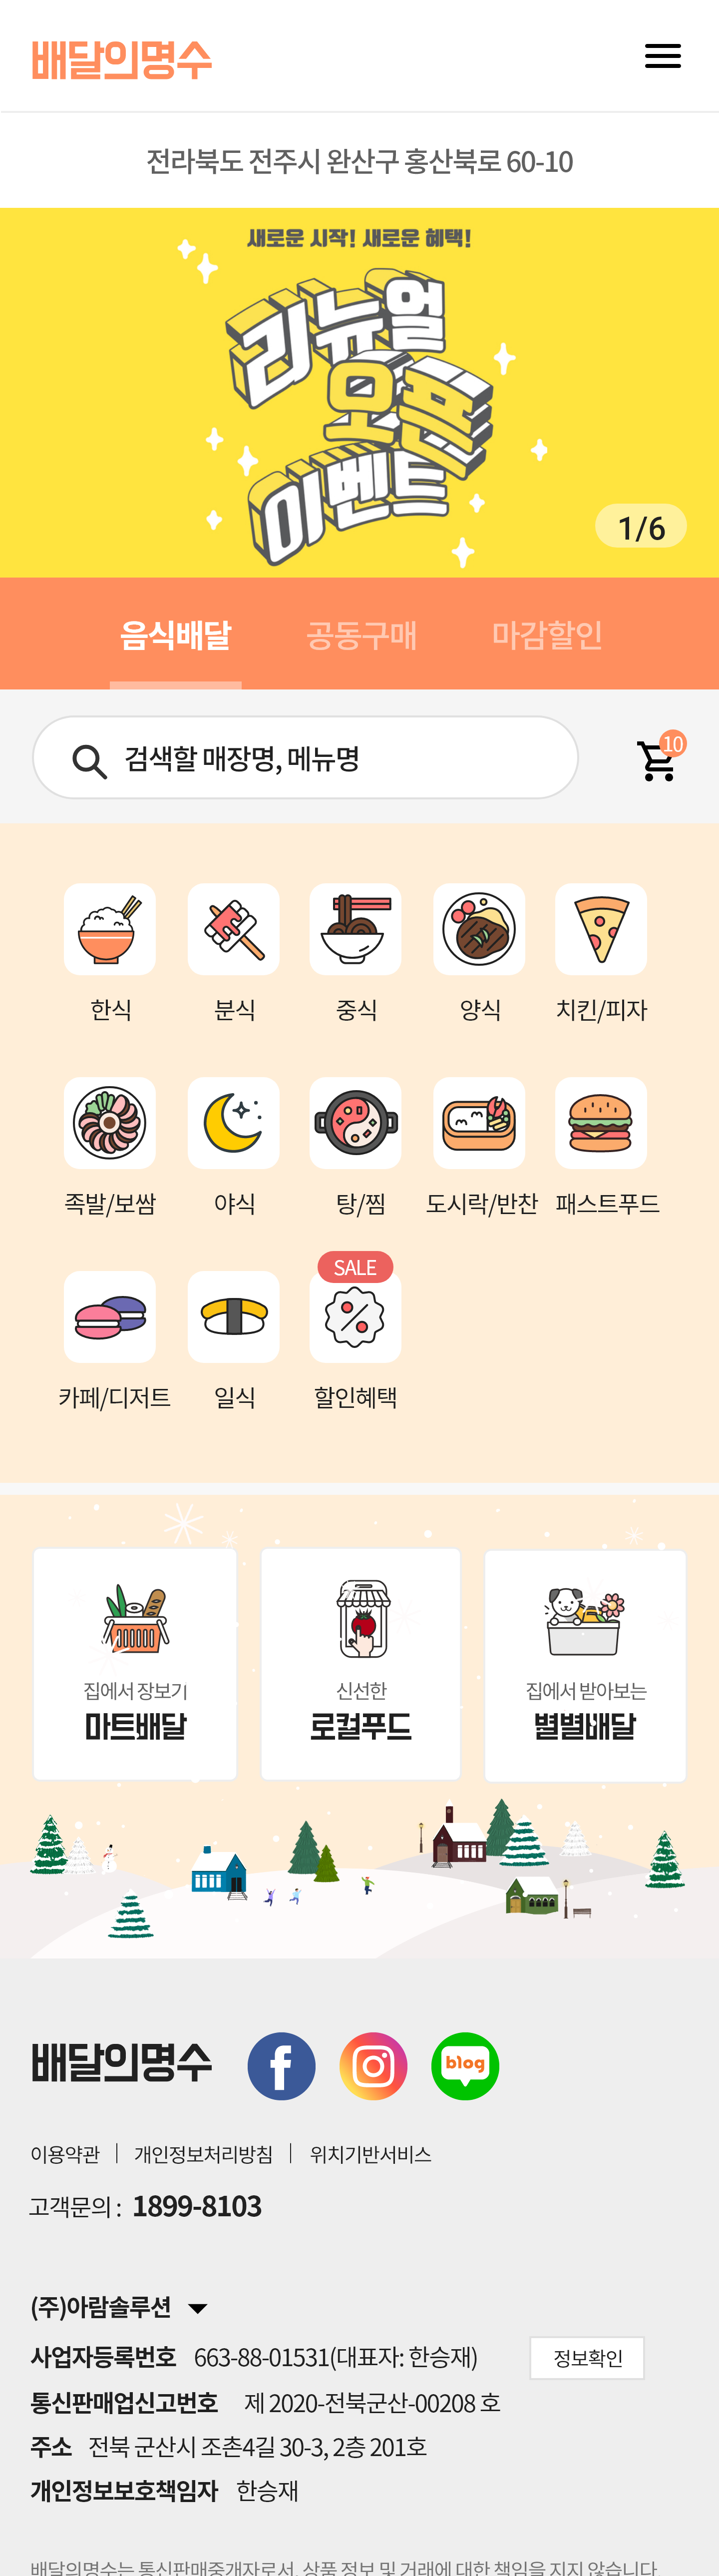 배달의명수
전라북도 전주시 완산구 홍산북로 60-10
새로운 시작! 새로운 혜택!
리뉴얼
오픈
이벤트
1/6
음식배달 공동구매 마감할인
검색할 매장명, 메뉴명 10
한식 분식 중식 양식 치킨/피자
족발/보쌈 야식 탕/찜 도시락/반찬 패스트푸드
SALE
카페/디저트 일식 할인혜택
집에서 장보기 신선한 집에서 받아보는
마트배달 로컬푸드 별별배달
배달의명수 f blog
이용약관 | 개인정보처리방침 | 위치기반서비스
고객문의 : 1899-8103
(주)아람솔루션
사업자등록번호 663-88-01531(대표자: 한승재) 정보확인
통신판매업신고번호 제 2020-전북군산-00208 호
주소 전북 군산시 조촌4길 30-3, 2층 201호
개인정보보호책임자 한승재
배달의명수는 통신판매중개자로서, 상품 정보 및 거래에 대한 책임을 지지 않습니다.